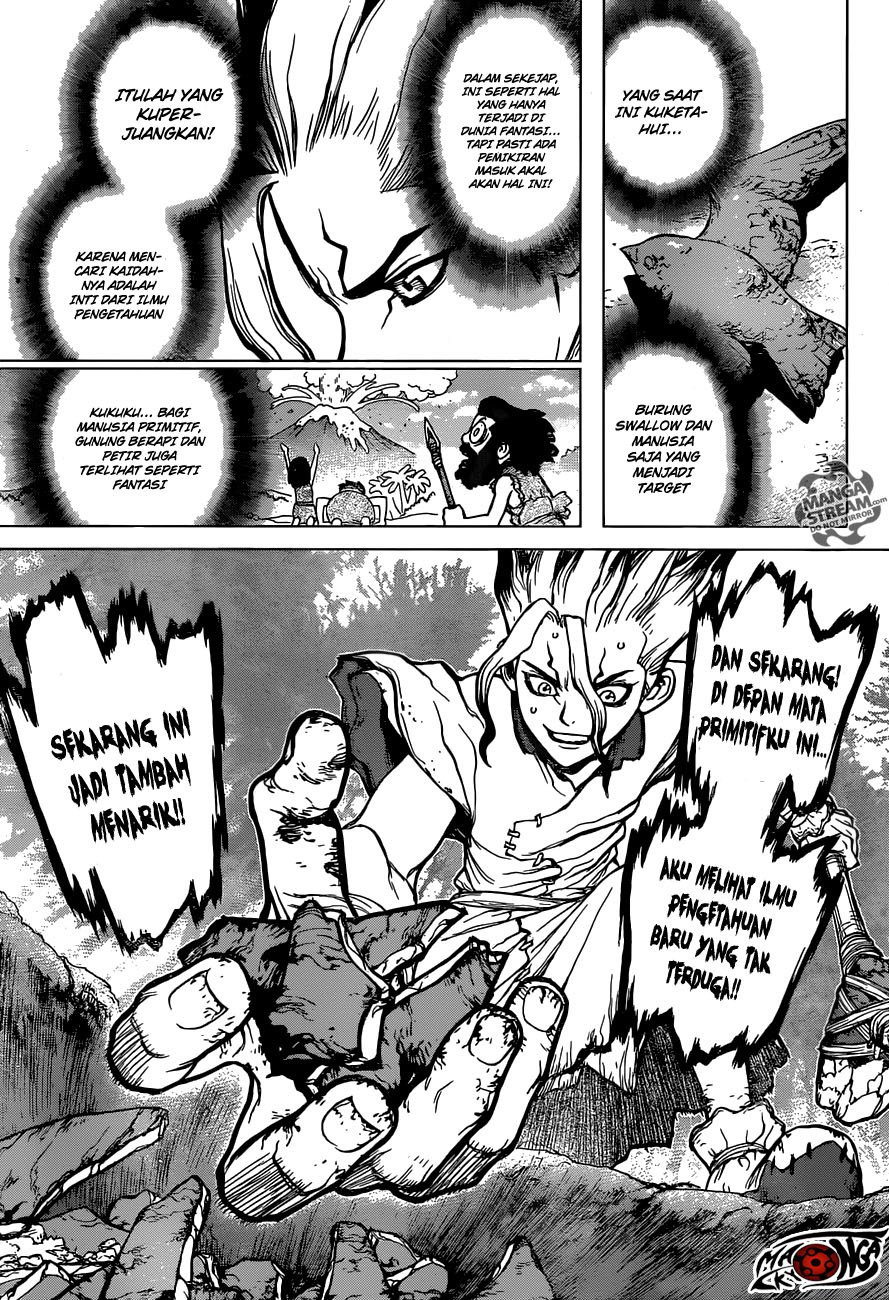 YANG SAAT
INI KUKETA-
HUI...
BURUNG
SWALLOW DAN
MANUSIA
SAJA YANG
MENJADI
TARGET
DALAM SEKEJAP,
INI SEPERTI HAL
YANG HANYA
TERJADI DI
DUNIA FANTASI...
TAPI PASTI ADA
PEMIKIRAN
MASUK AKAL
AKAN HAL INI!
ITULAH YANG
KUPER-
JUANGKAN!
KARENA MEN-
CARI KAIDAH-
NYA ADALAH
INTI DARI ILMU
PENGETAHUAN
KUKUKU... BAGI
MANUSIA PRIMITIF,
GUNUNG BERAPI DAN
PETIR JUGA
TERLIHAT SEPERTI
FANTASI
MANGA
STREAM.com
DO NOT MIRROR
DAN SEKARANG!
DI DEPAN MATA
PRIMITIFKU INI...
AKU MELIHAT ILMU
PENGETAHUAN
BARU YANG TAK
TERDUGA!!
SEKARANG INI
JADI TAMBAH
MENARIK!!